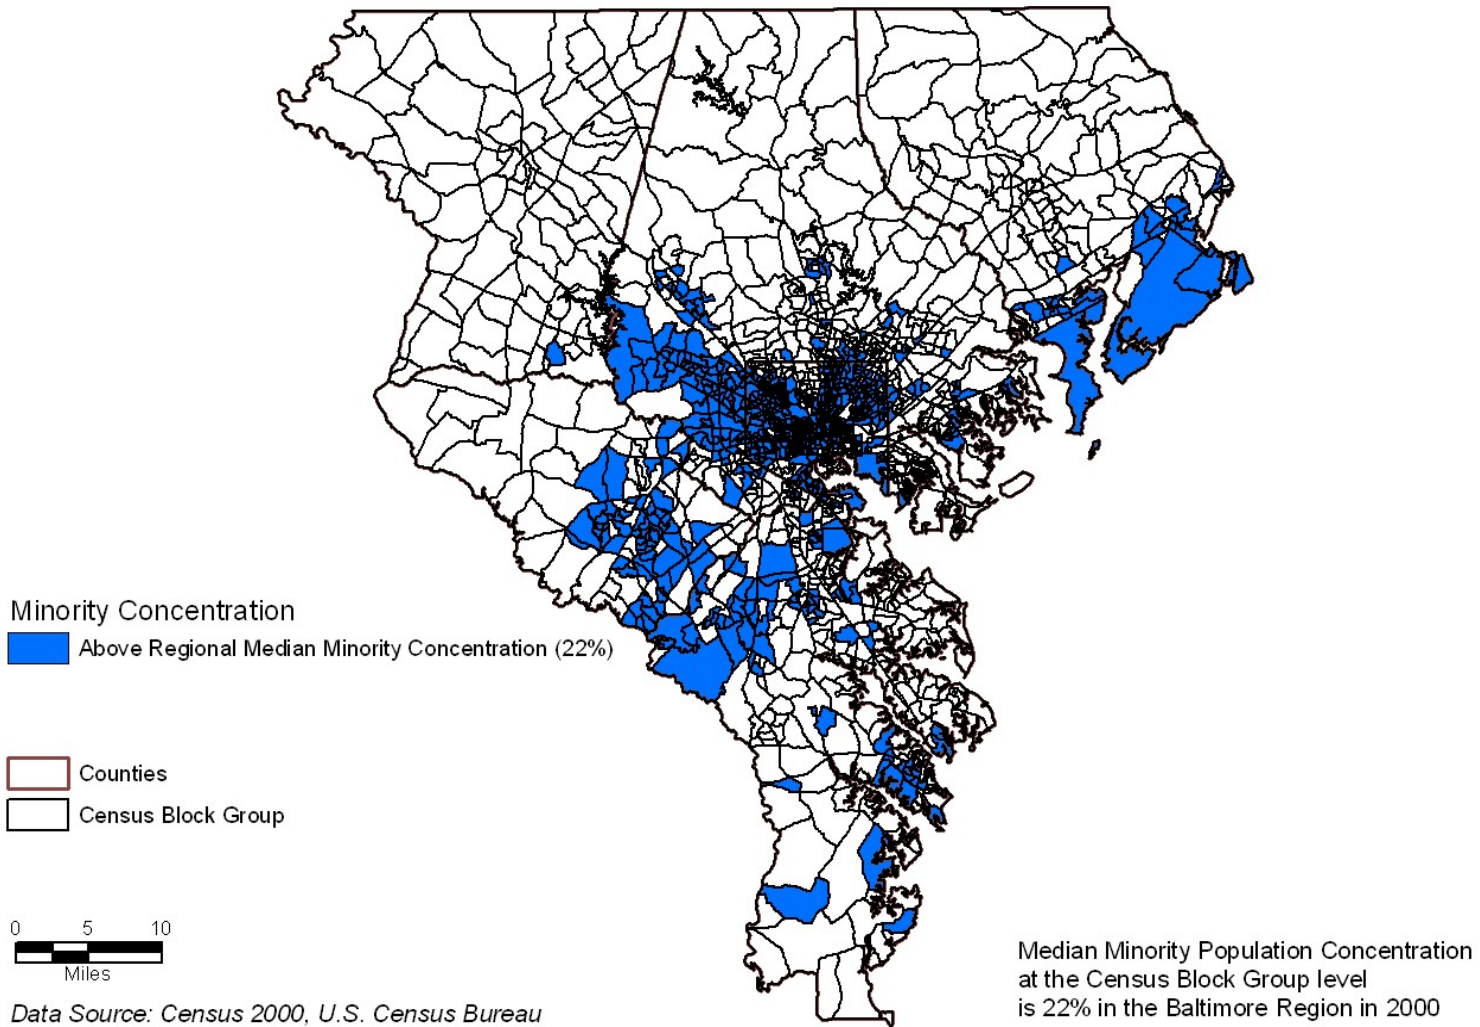 Minority Concentration
Above Regional Median Minority Concentration (22%)
Counties
Census Block Group
0 5 10
Miles
Data Source: Census 2000, U.S. Census Bureau
Median Minority Population Concentration
at the Census Block Group level
is 22% in the Baltimore Region in 2000